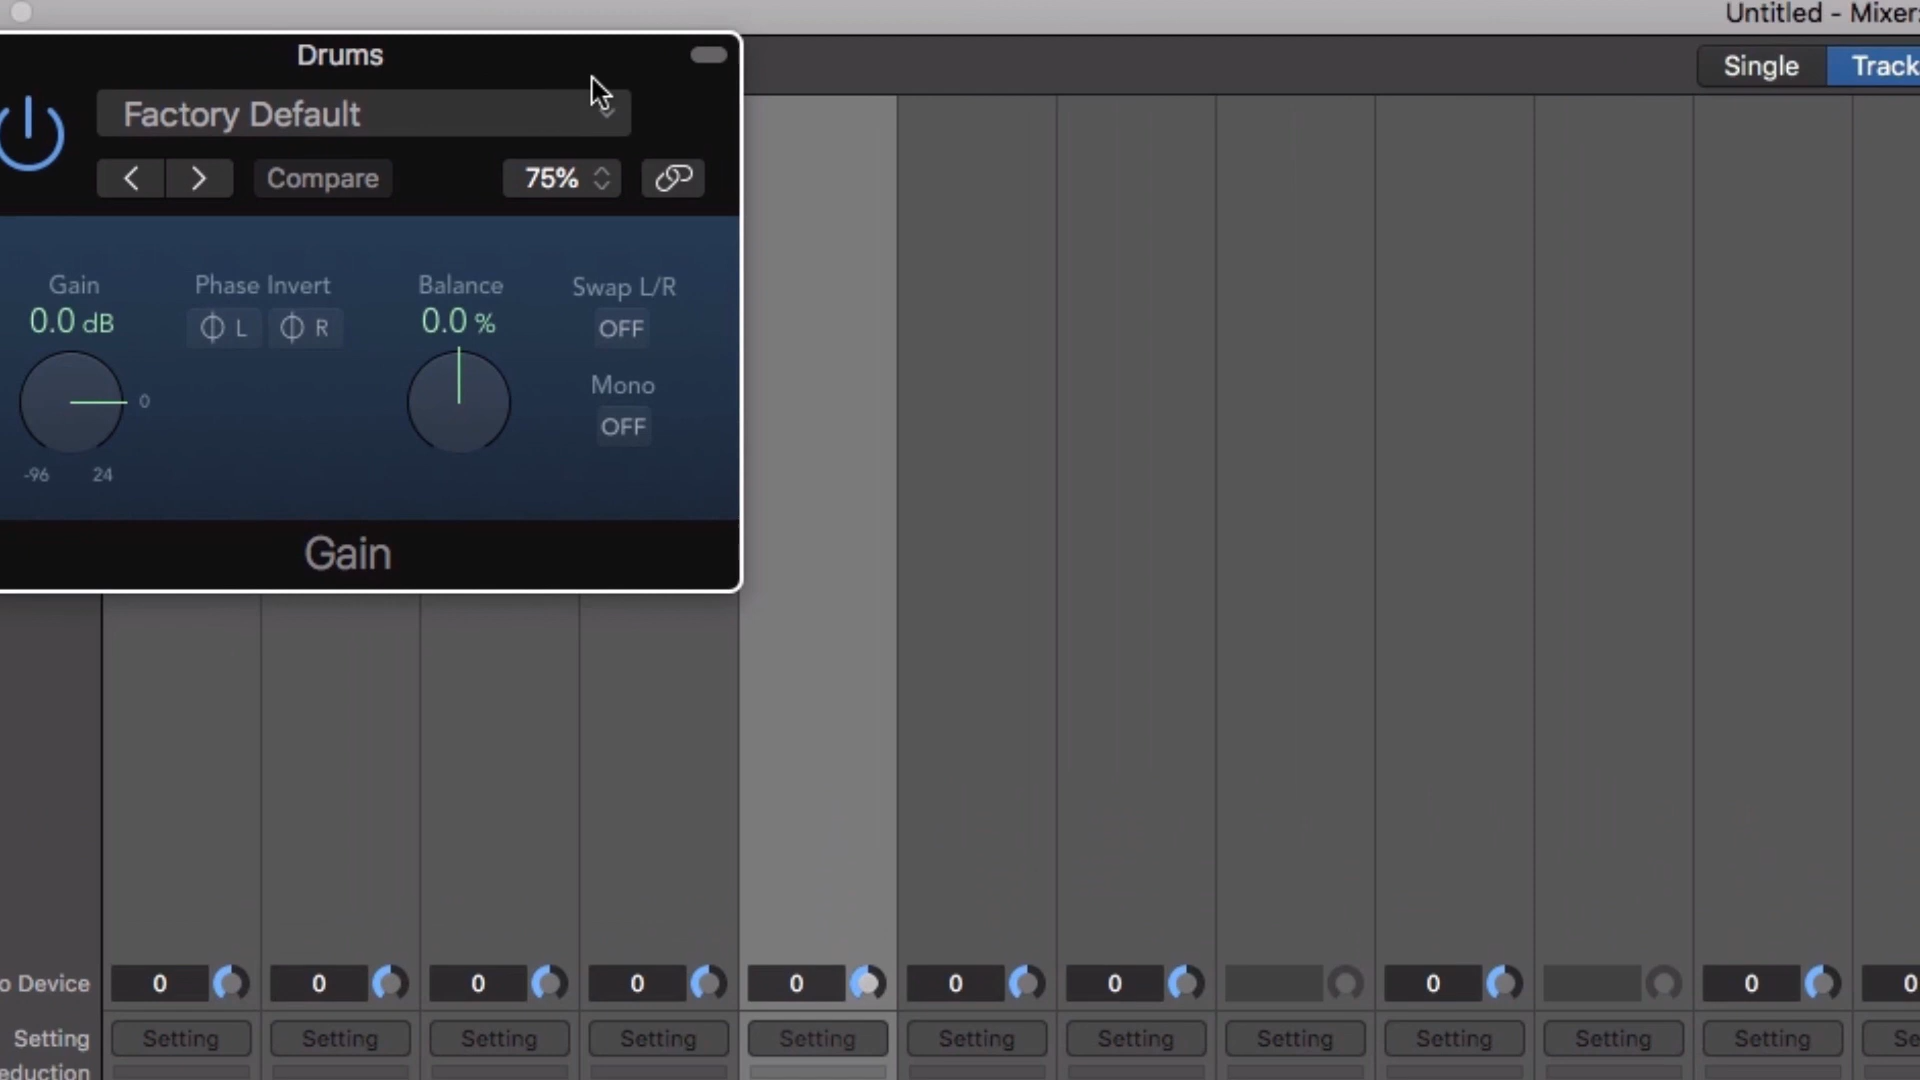 Untitled - Mixer:
Drums
Single
Track
Factory Default
Compare
75%
Gain
Phase Invert
Balance
Swap L/R
0.0 dB
L
R
0.0 %
OFF
Mono
0
OFF
-96
24
Gain
o Device
0
0
0
0
0
0
0
0
0
0
Setting
Setting
Setting
Setting
Setting
Setting
Setting
Setting
Setting
Setting
Setting
Setting
Se
eduction